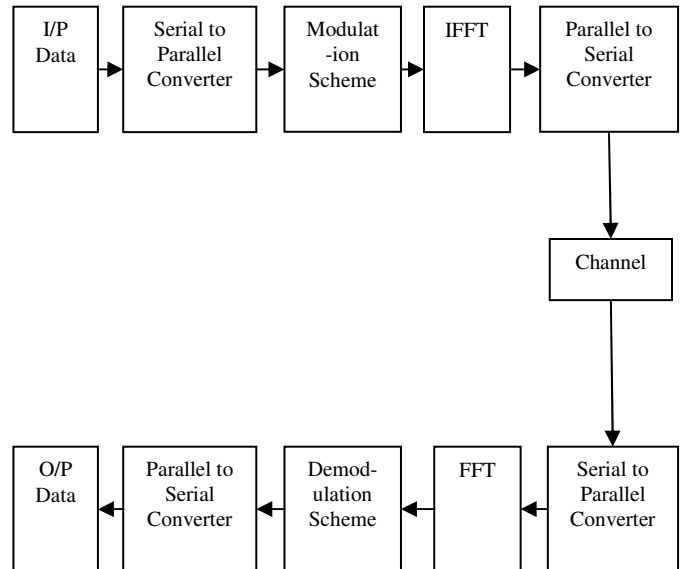 I/P
Data
Serial to
Parallel
Converter
Modulat
-ion
Scheme
IFFT
Parallel to
Serial
Converter
Channel
O/P
Data
Parallel to
Serial
Converter
Demod-
ulation
Scheme
FFT
Serial to
Parallel
Converter